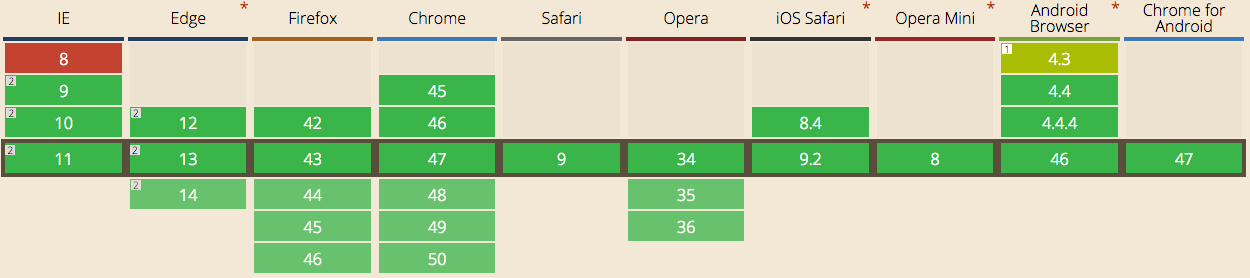 IE Edge * Firefox Chrome Safari Opera iOS Safari * Opera Mini * Android Browser * Chrome for Android
8 1 4.3
2 9 45 4.4
2 10 2 12 42 46 8.4 4.4.4
2 11 2 13 43 47 9 34 9.2 8 46 47
2 14 44 48 35
45 49 36
46 50